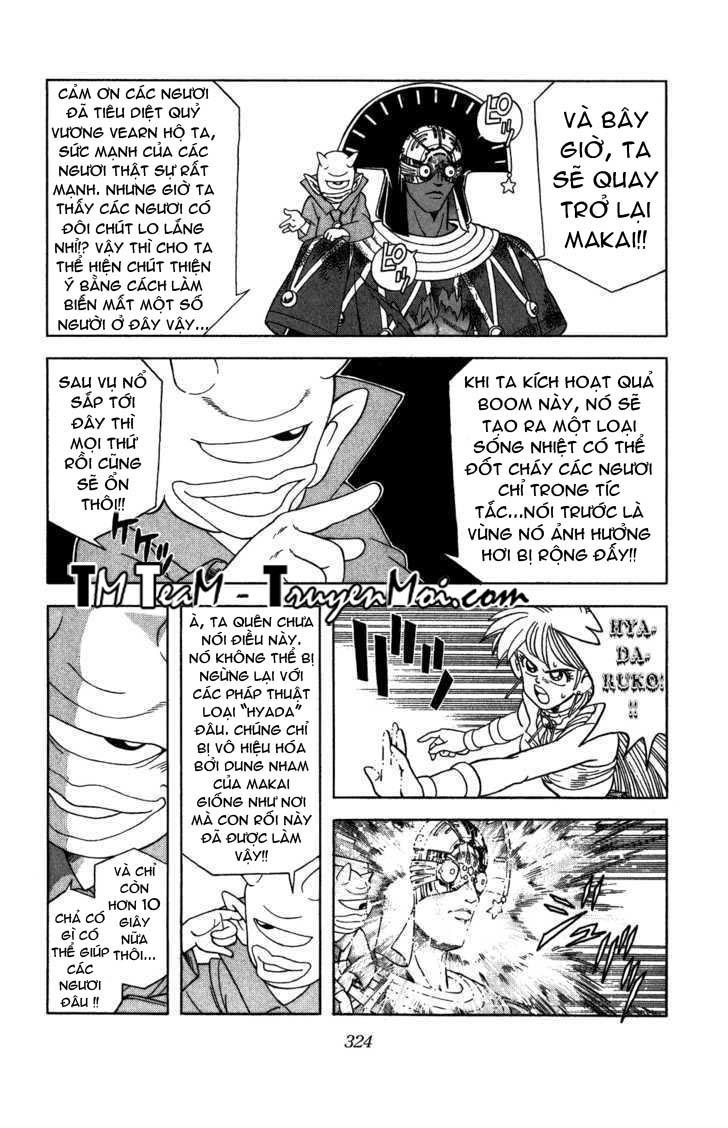 VÀ BÂY
GIỜ, TA
SẼ QUAY
TRỞ LẠI
MAKAI!!
CẢM ƠN CÁC NGƯƠI
ĐÃ TIÊU DIỆT QUỶ
VƯƠNG VEARN HỘ TA,
SỨC MẠNH CỦA CÁC
NGƯƠI THẬT SỰ RẤT
MẠNH. NHƯNG GIỜ TA
THẤY CÁC NGƯƠI CÓ
ĐÔI CHÚT LO LẮNG
NHỈ!? VẬY THÌ CHO TA
THỂ HIỆN CHÚT THIỆN
Ý BẰNG CÁCH LÀM
BIẾN MẤT MỘT SỐ
NGƯỜI Ở ĐÂY VẬY...
ピロッ
ピロッ
KHI TA KÍCH HOẠT QUẢ
BOOM NÀY, NÓ SẼ
TẠO RA MỘT LOẠI
SÓNG NHIỆT CÓ THỂ
ĐỐT CHÁY CÁC NGƯƠI
CHỈ TRONG TÍC
TẮC...NÓI TRƯỚC LÀ
VÙNG NÓ ẢNH HƯỞNG
HƠI BỊ RỘNG ĐẤY!!
SAU VỤ NỔ
SẮP TỚI
ĐÂY THÌ
MỌI THỨ
RỒI CŨNG
SẼ ỔN
THÔI!!
TM TeaM - TruyenMoi.com
HYA-
DA-
RUKO!
!!
À, TA QUÊN CHƯA
NÓI ĐIỀU NÀY.
NÓ KHÔNG THỂ BỊ
NGỪNG LẠI VỚI
CÁC PHÁP THUẬT
LOẠI "HYADA"
ĐÂU. CHÚNG CHỈ
BỊ VÔ HIỆU HÓA
BỞI DUNG NHAM
CỦA MAKAI
GIỐNG NHƯ NƠI
MÀ CON RỐI NÀY
ĐÃ ĐƯỢC LÀM
VẬY!!
VÀ CHỈ
CÒN
HƠN 10
GIÂY
NỮA
THÔI...
CHẢ CÓ
GÌ CÓ
THỂ GIÚP
CÁC
NGƯƠI
ĐÂU !!
324